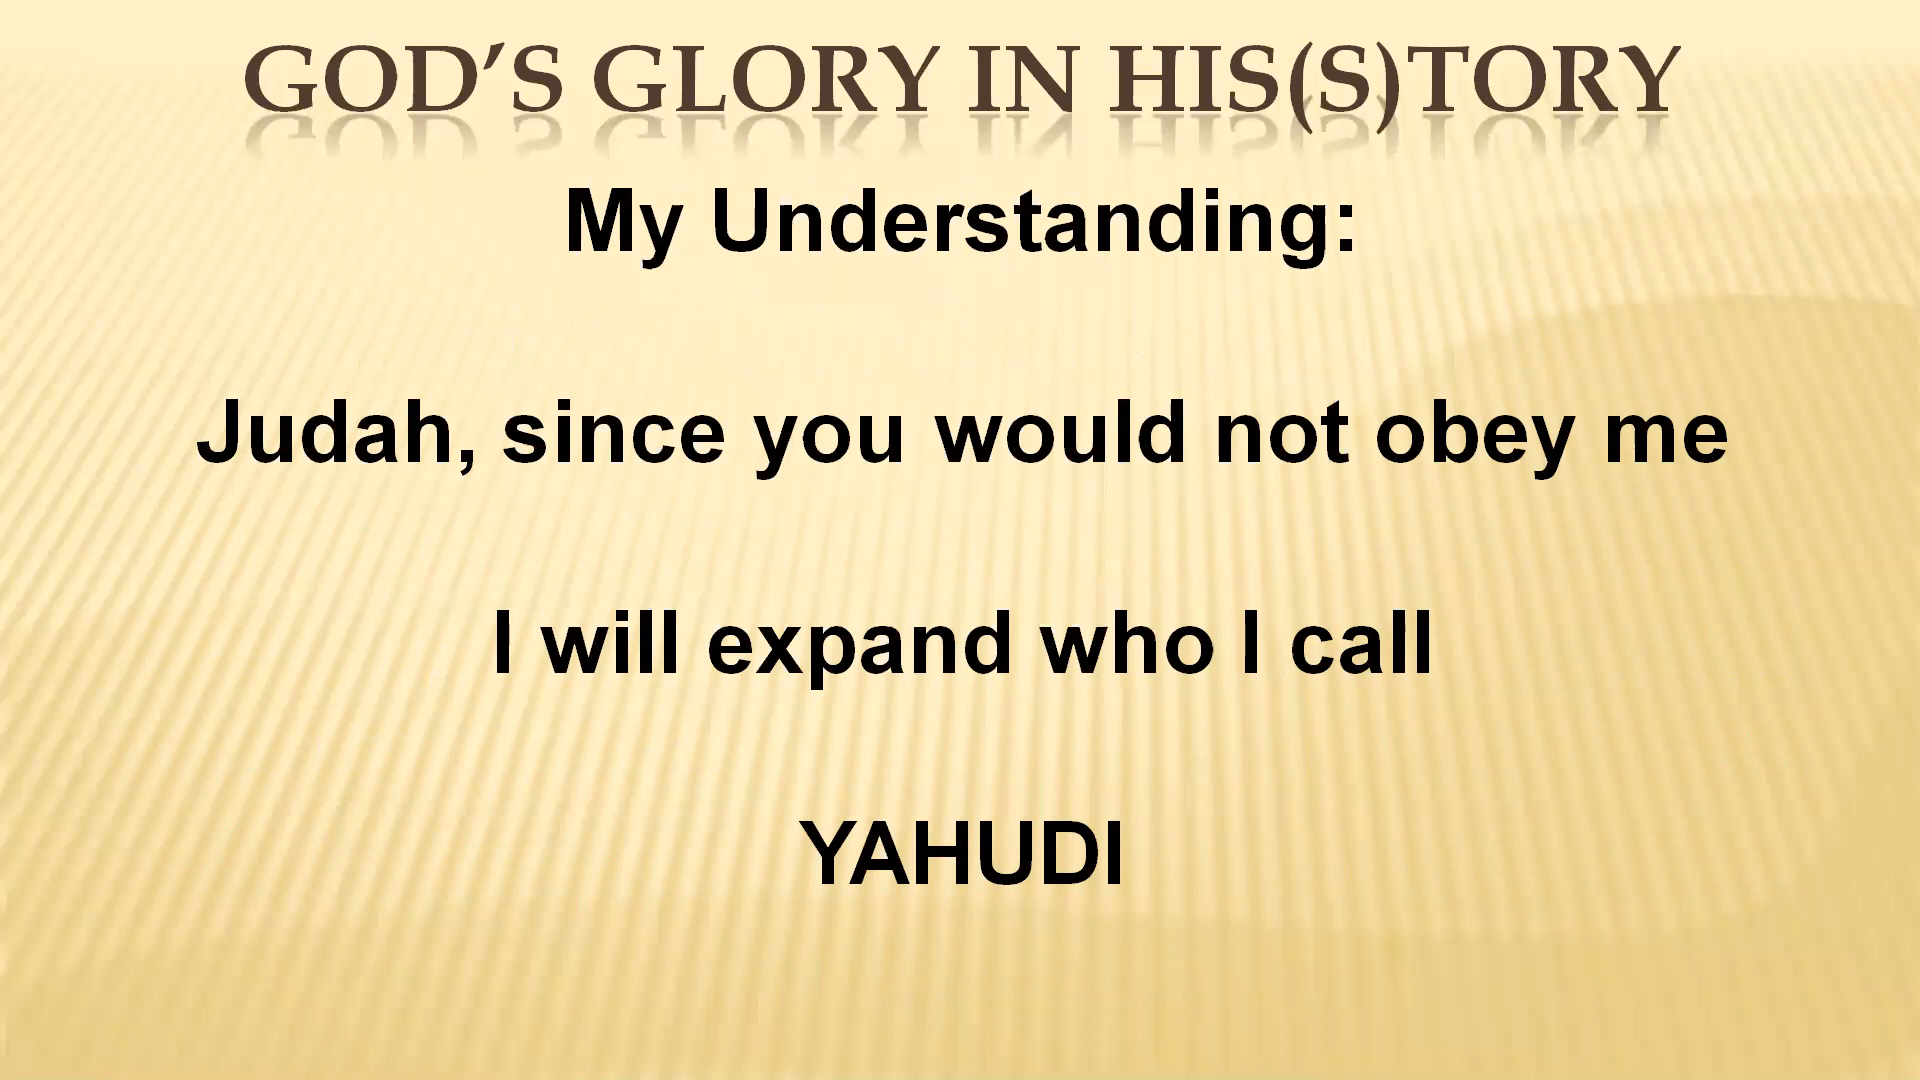 GOD’S GLORY IN HIS(S)TORY
My Understanding:
Judah, since you would not obey me
I will expand who I call
YAHUDI